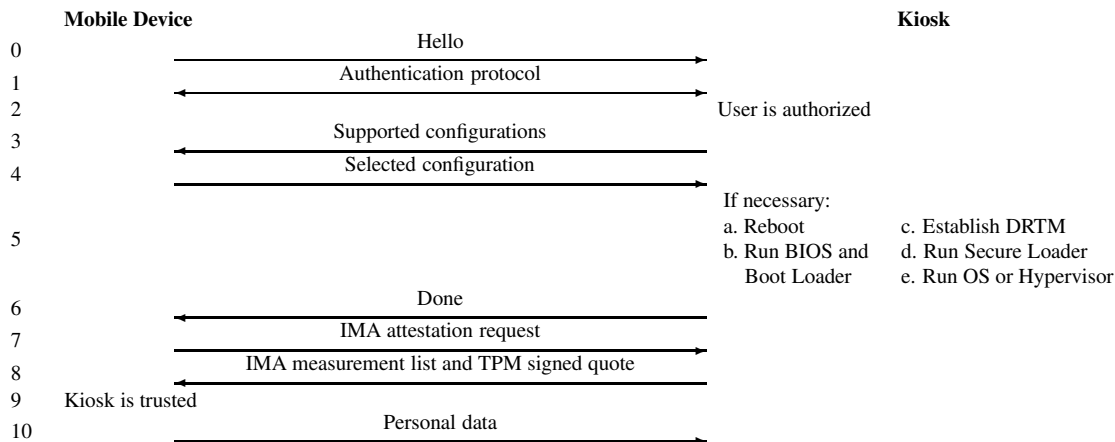 Mobile Device Kiosk
0 Hello
1 Authentication protocol
2 User is authorized
3 Supported configurations
4 Selected configuration
If necessary:
a. Reboot c. Establish DRTM
5 b. Run BIOS and d. Run Secure Loader
Boot Loader e. Run OS or Hypervisor
6 Done
7 IMA attestation request
8 IMA measurement list and TPM signed quote
9 Kiosk is trusted
10 Personal data